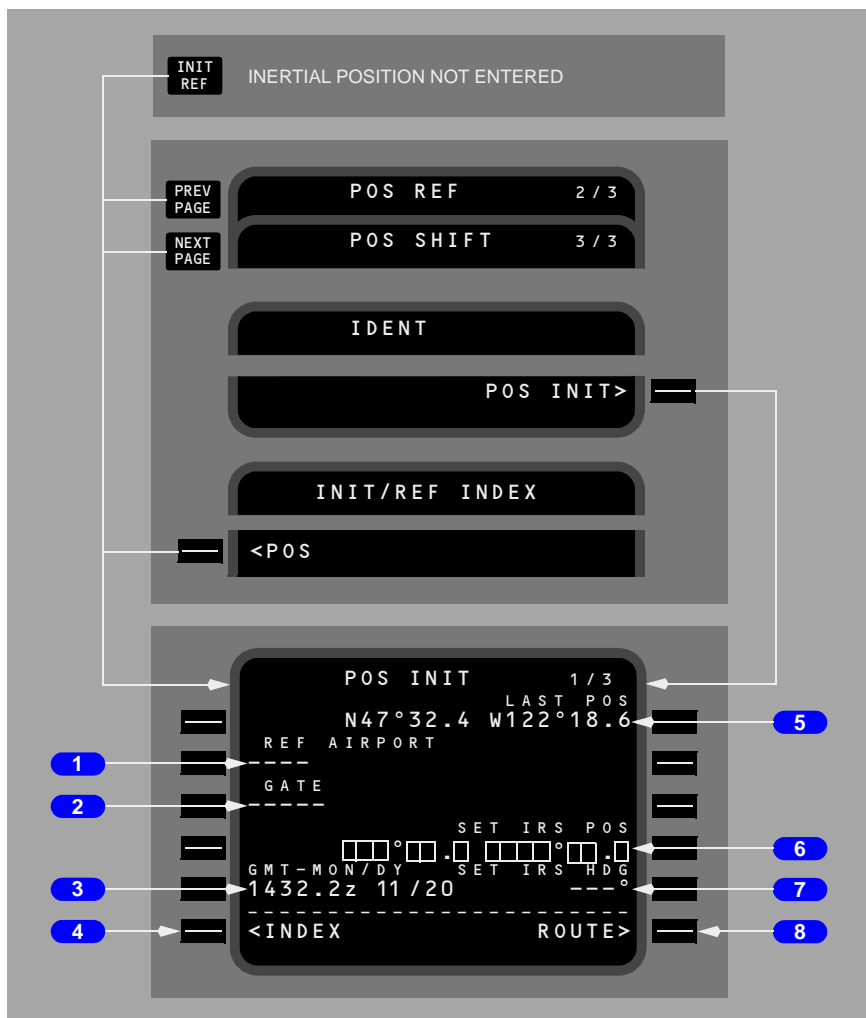 INIT
REF
INERTIAL POSITION NOT ENTERED
PREV
PAGE
POS REF 2/3
NEXT
PAGE
POS SHIFT 3/3
IDENT
POS INIT>
INIT/REF INDEX
<POS
POS INIT 1/3
LAST POS
N47°32.4 W122°18.6
5
REF AIRPORT
1
----
GATE
2
-----
SET IRS POS
□□□°□□.□ □□□□°□□.□
6
GMT-MON/DY SET IRS HDG
3
1432.2z 11/20 ---°
7
------------------------
4
<INDEX ROUTE>
8